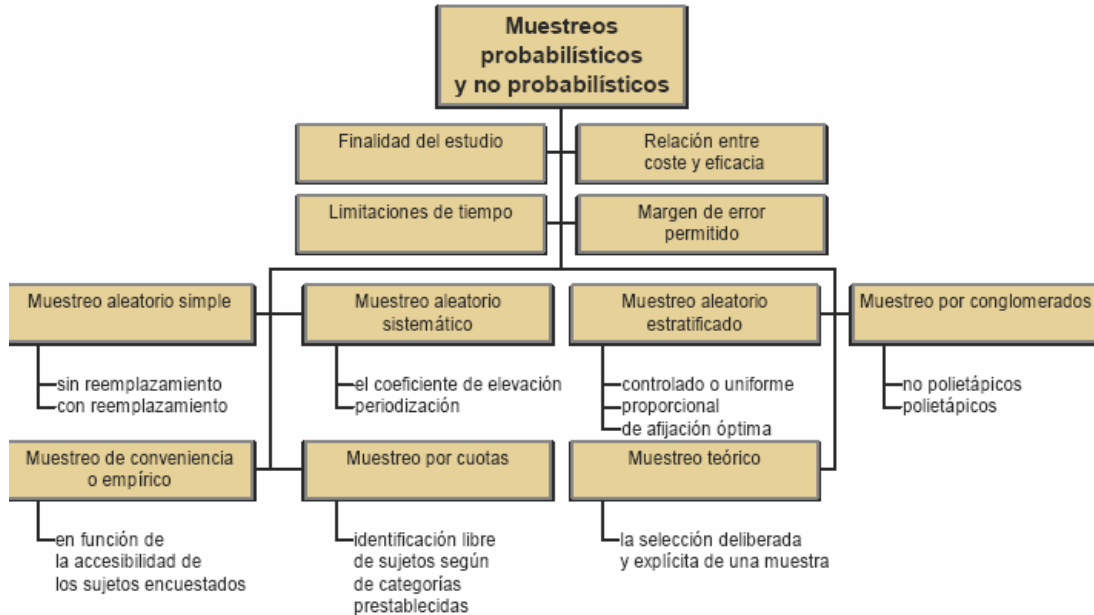 Muestreos
probabilísticos
y no probabilísticos
Finalidad del estudio
Relación entre
coste y eficacia
Limitaciones de tiempo
Margen de error
permitido
Muestreo aleatorio simple
Muestreo aleatorio
sistemático
Muestreo aleatorio
estratificado
Muestreo por conglomerados
sin reemplazamiento
con reemplazamiento
el coeficiente de elevación
periodización
controlado o uniforme
proporcional
de afijación óptima
no polietápicos
polietápicos
Muestreo de conveniencia
o empírico
Muestreo por cuotas
Muestreo teórico
en función de
la accesibilidad de
los sujetos encuestados
identificación libre
de sujetos según
de categorías
prestablecidas
la selección deliberada
y explícita de una muestra